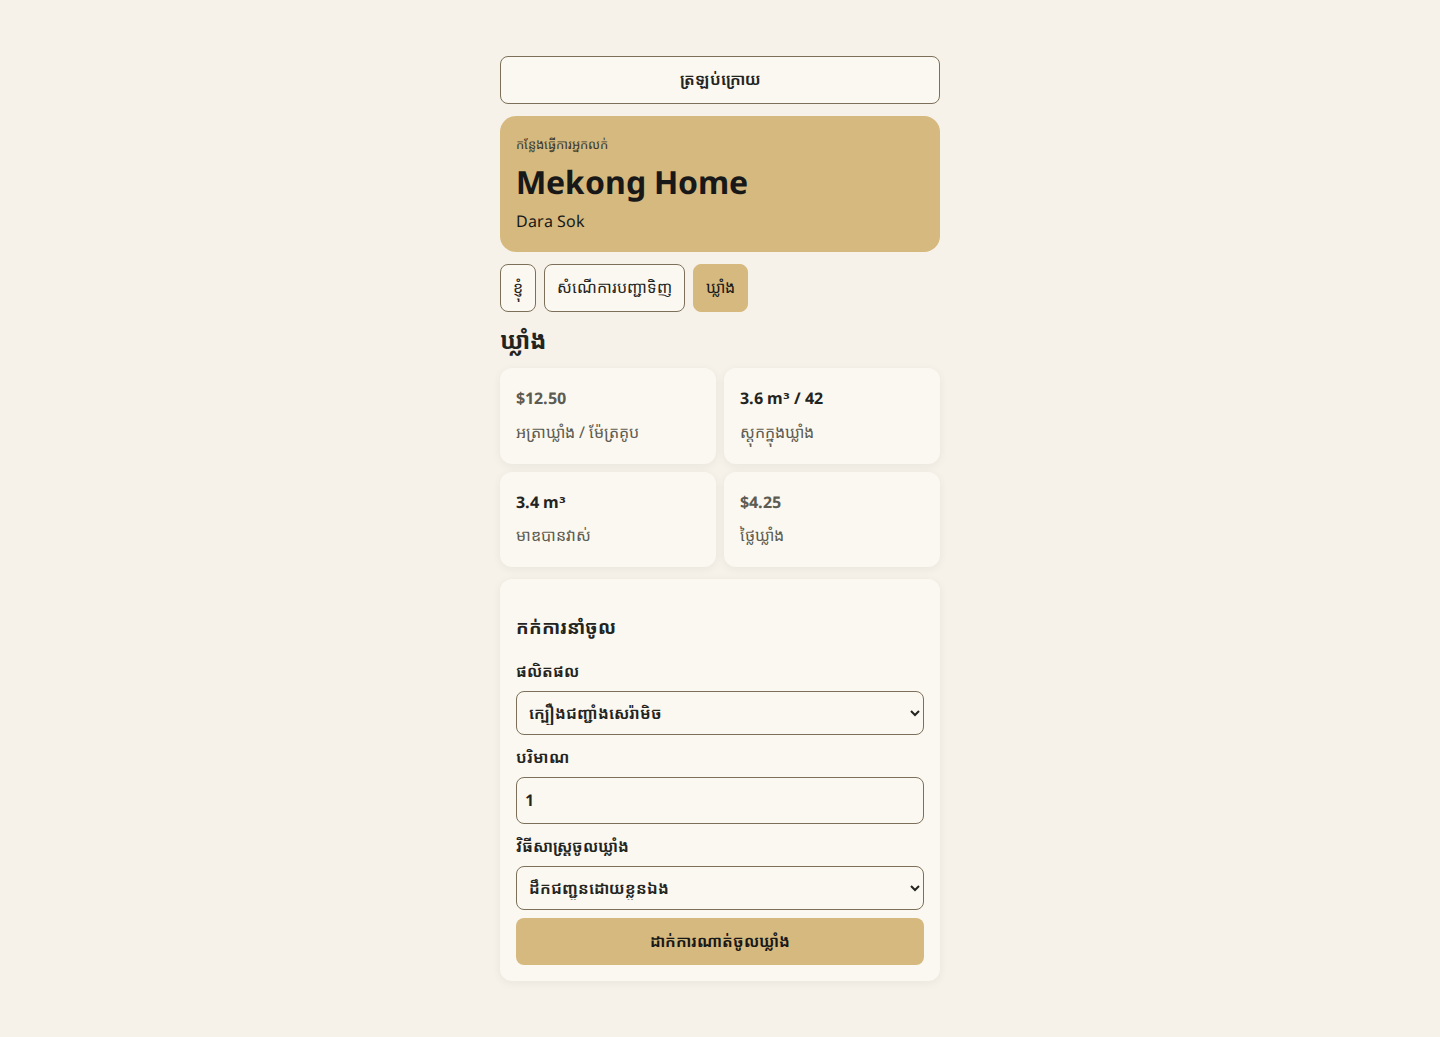 ត្រឡប់ក្រោយ
កន្លែងធ្វើការអ្នកលក់
Mekong Home
Dara Sok
ខ្ញុំ
សំណើការបញ្ជាទិញ
ឃ្លាំង
ឃ្លាំង
$12.50
អត្រាឃ្លាំង / ម៉ែត្រគូប
3.6 m³ / 42
ស្តុកក្នុងឃ្លាំង
3.4 m³
មាឌបានវាស់
$4.25
ថ្លៃឃ្លាំង
កក់ការនាំចូល
ផលិតផល
ក្បឿងជញ្ជាំងសេរ៉ាមិច
បរិមាណ
1
វិធីសាស្ត្រចូលឃ្លាំង
ដឹកជញ្ជូនដោយខ្លួនឯង
ដាក់ការណាត់ចូលឃ្លាំង